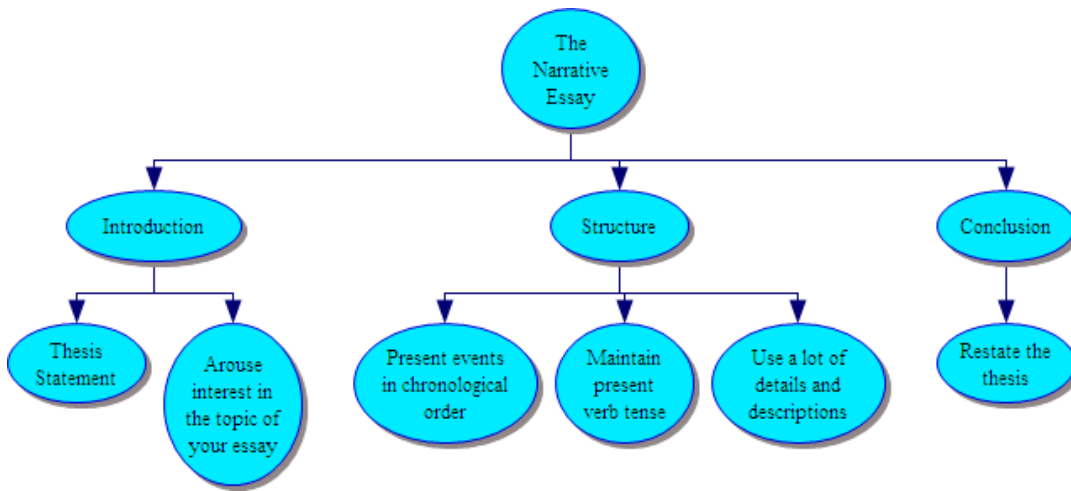 The
Narrative
Essay
Introduction
Structure
Conclusion
Thesis
Statement
Arouse
interest in
the topic of
your essay
Present events
in chronological
order
Maintain
present
verb tense
Use a lot of
details and
descriptions
Restate the
thesis